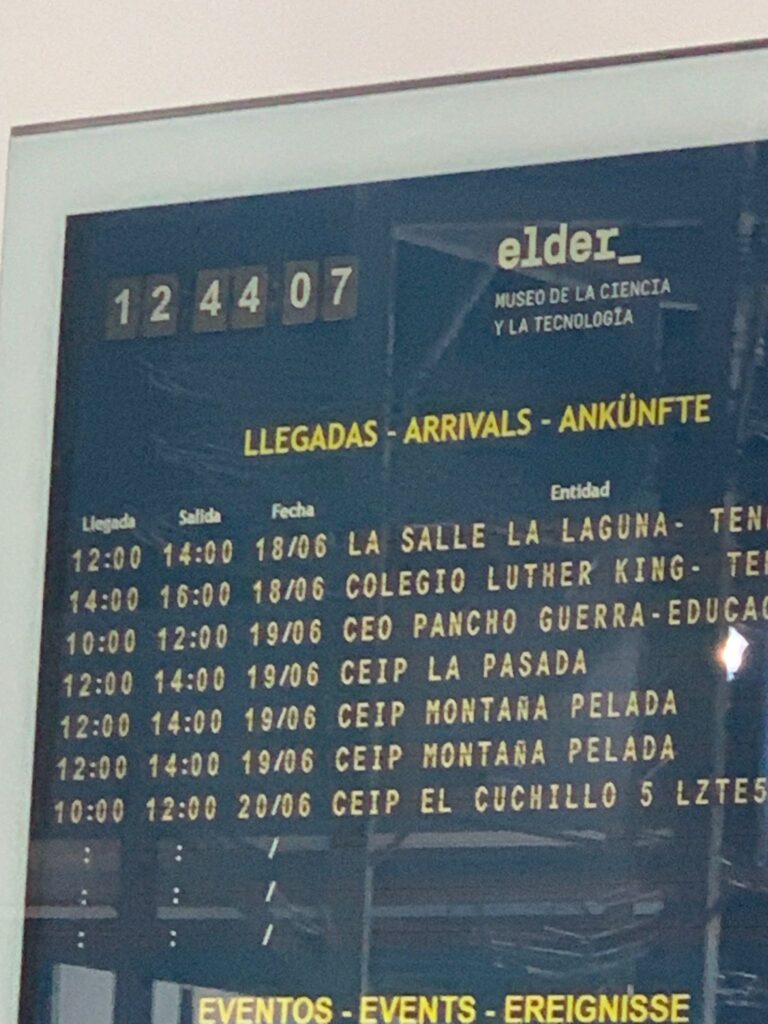 12 44 07
elder_
MUSEO DE LA CIENCIA
Y LA TECNOLOGÍA
LLEGADAS - ARRIVALS - ANKÜNFTE
Llegada Salida Fecha Entidad
12:00 14:00 18/06 LA SALLE LA LAGUNA- TEN
14:00 16:00 18/06 COLEGIO LUTHER KING- TE
10:00 12:00 19/06 CEO PANCHO GUERRA-EDUCAC
12:00 14:00 19/06 CEIP LA PASADA
12:00 14:00 19/06 CEIP MONTAÑA PELADA
12:00 14:00 19/06 CEIP MONTAÑA PELADA
10:00 12:00 20/06 CEIP EL CUCHILLO 5 LZTE5
: : /
: : /
: : /
EVENTOS - EVENTS - EREIGNISSE